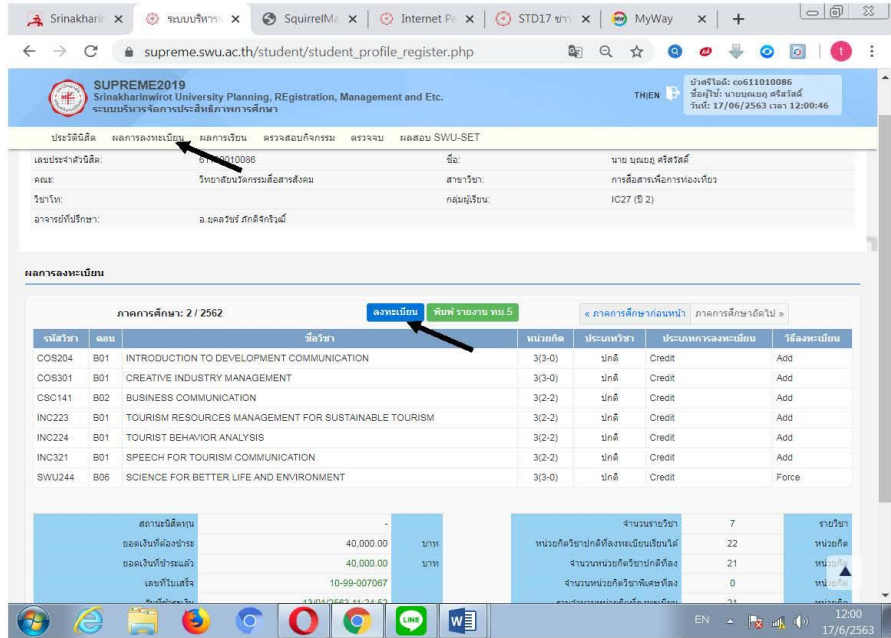 Srinakharin
ระบบบริหาร
SquirrelMa
Internet Pa
STD17 ข่าว
MyWay
supreme.swu.ac.th/student/student_profile_register.php
t
SUPREME2019
Srinakharinwirot University Planning, REgistration, Management and Etc.
ระบบบริหารจัดการประสิทธิภาพการศึกษา
TH|EN
บัวศรีไอดี: co611010086
ชื่อผู้ใช้: นายบุณยฤ ศรีสวัสดิ์
วันที่: 17/06/2563 เวลา 12:00:46
ประวัตินิสิต ผลการลงทะเบียน ผลการเรียน ตรวจสอบกิจกรรม ตรวจจบ ผลสอบ SWU-SET
เลขประจำตัวนิสิต: 61130010086 ชื่อ: นาย บุณยฤ ศรีสวัสดิ์
คณะ: วิทยาลัยนวัตกรรมสื่อสารสังคม สาขาวิชา: การสื่อสารเพื่อการท่องเที่ยว
วิชาโท: กลุ่มผู้เรียน: IC27 (ปี 2)
อาจารย์ที่ปรึกษา: อ.ยุคลวัชร์ ภักดีจักริวุฒิ์
ผลการลงทะเบียน
ภาคการศึกษา: 2 / 2562 ลงทะเบียน พิมพ์ รายงาน ทบ.5 « ภาคการศึกษาก่อนหน้า ภาคการศึกษาถัดไป »
รหัสวิชา ตอน ชื่อวิชา หน่วยกิต ประเภทวิชา ประเภทการลงทะเบียน วิธีลงทะเบียน
COS204 B01 INTRODUCTION TO DEVELOPMENT COMMUNICATION 3(3-0) ปกติ Credit Add
COS301 B01 CREATIVE INDUSTRY MANAGEMENT 3(3-0) ปกติ Credit Add
CSC141 B02 BUSINESS COMMUNICATION 3(2-2) ปกติ Credit Add
INC223 B01 TOURISM RESOURCES MANAGEMENT FOR SUSTAINABLE TOURISM 3(2-2) ปกติ Credit Add
INC224 B01 TOURIST BEHAVIOR ANALYSIS 3(2-2) ปกติ Credit Add
INC321 B01 SPEECH FOR TOURISM COMMUNICATION 3(2-2) ปกติ Credit Add
SWU244 B06 SCIENCE FOR BETTER LIFE AND ENVIRONMENT 3(3-0) ปกติ Credit Force
สถานะนิสิตทุน - จำนวนรายวิชา 7 รายวิชา
ยอดเงินที่ต้องชำระ 40,000.00 บาท หน่วยกิตวิชาปกติที่ลงทะเบียนเรียนได้ 22 หน่วยกิต
ยอดเงินที่ชำระแล้ว 40,000.00 บาท จำนวนหน่วยกิตวิชาปกติที่ลง 21
เลขที่ใบเสร็จ 10-99-007067 จำนวนหน่วยกิตวิชาพิเศษที่ลง 0
LINE
EN
12:00
17/6/2563